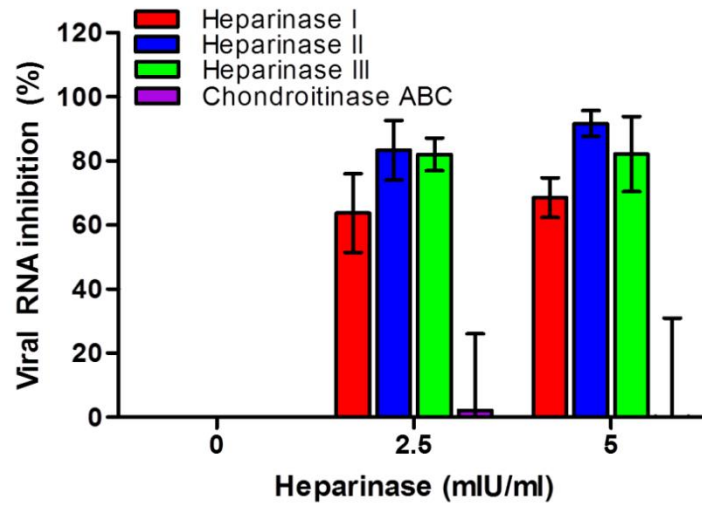 Heparinase I
Heparinase II
Heparinase III
Chondroitinase ABC
Viral RNA inhibition (%)
120
100
80
60
40
20
0
0 2.5 5
Heparinase (mIU/ml)